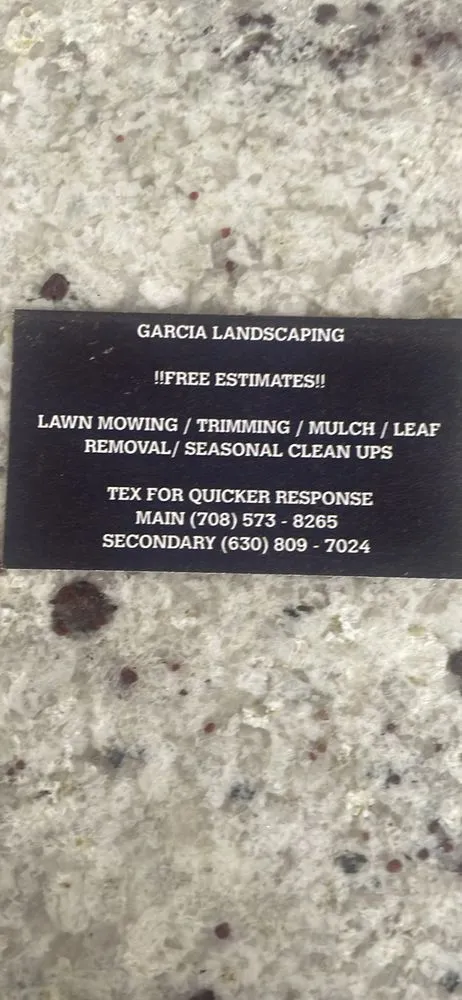 GARCIA LANDSCAPING
!!FREE ESTIMATES!!
LAWN MOWING / TRIMMING / MULCH / LEAF
REMOVAL/ SEASONAL CLEAN UPS
TEX FOR QUICKER RESPONSE
MAIN (708) 573 - 8265
SECONDARY (630) 809 - 7024